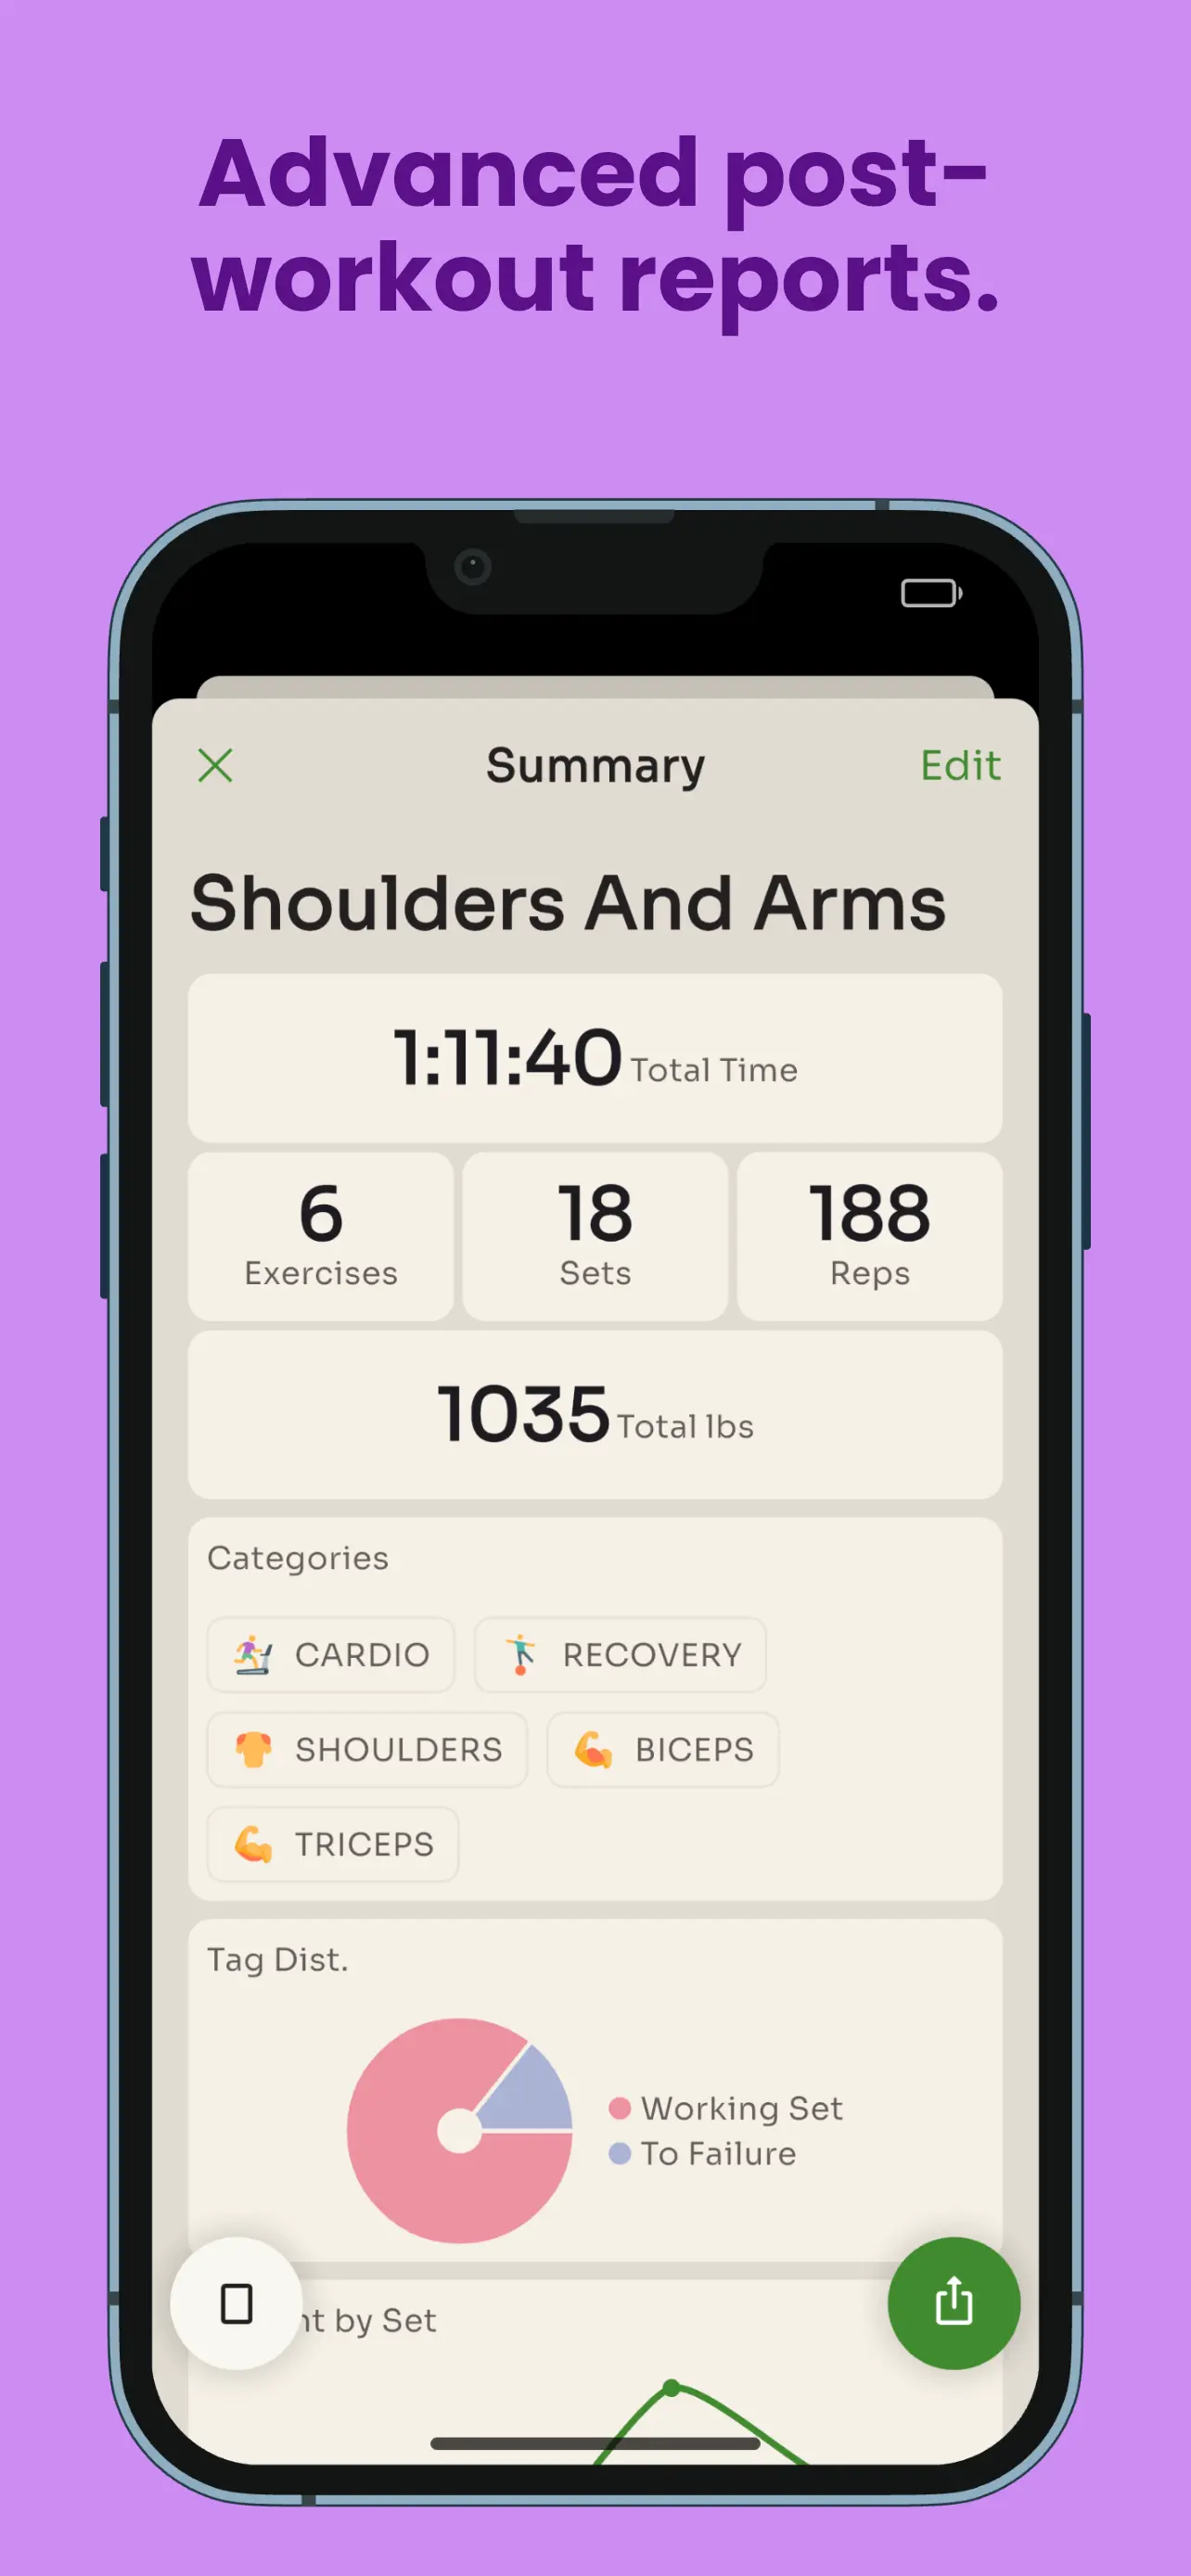 Advanced post-
workout reports.
Summary
Edit
Shoulders And Arms
1:11:40 Total Time
6
Exercises
18
Sets
188
Reps
1035 Total lbs
Categories
CARDIO
RECOVERY
SHOULDERS
BICEPS
TRICEPS
Tag Dist.
Working Set
To Failure
by Set